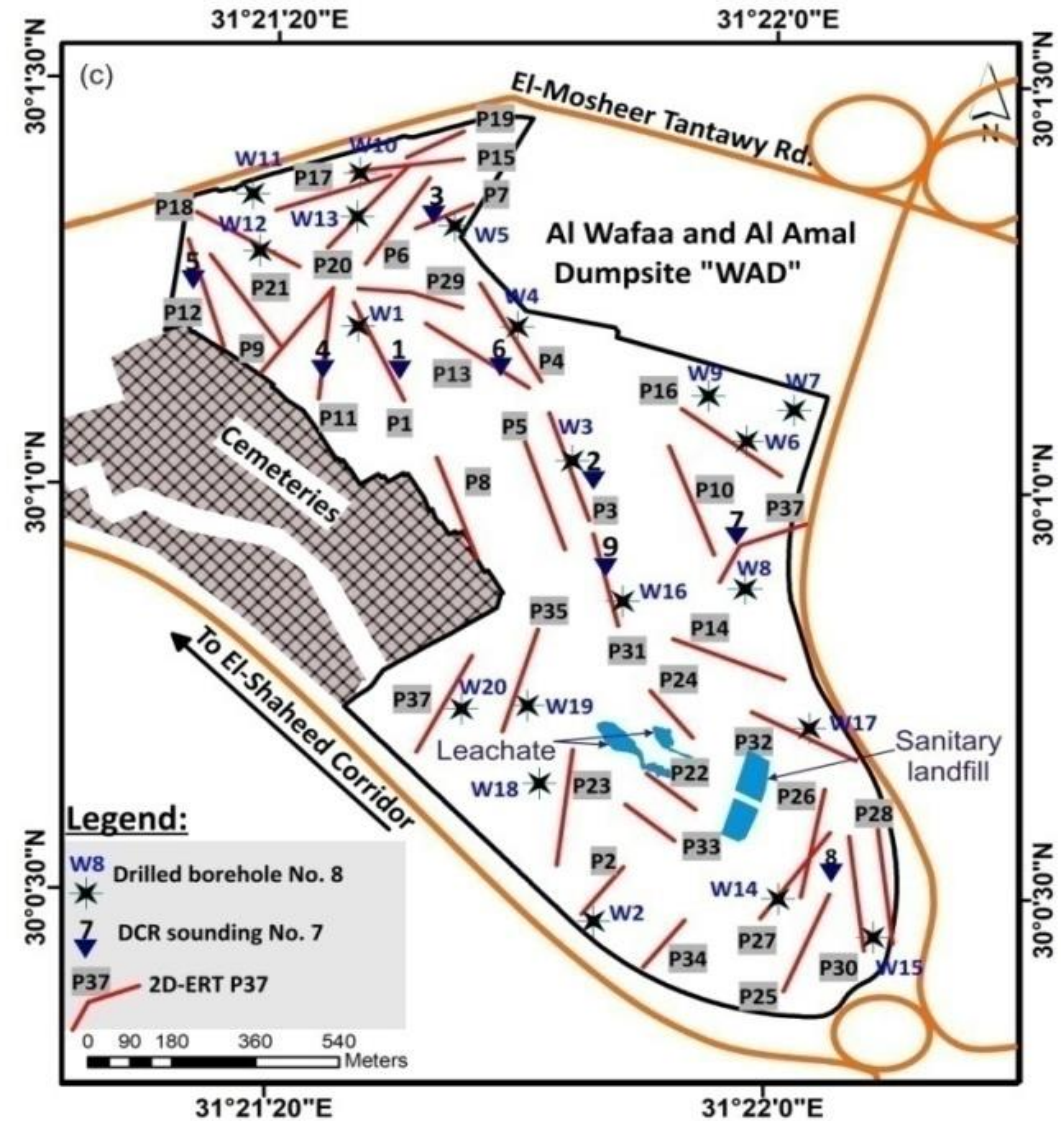 31°21'20"E
31°22'0"E
30°1'30"N
30°1'30"N
(c)
El-Mosheer Tantawy Rd.
N
P19
W10
W11
P15
P17
P7
P18
3
W12
W13
W5
Al Wafaa and Al Amal
Dumpsite "WAD"
5
P20
P6
P21
P29
W4
P12
W1
P9
4
1
6
P4
P13
W9
W7
P16
P11
P1
P5
W3
W6
Cemeteries
2
30°1'0"N
30°1'0"N
P8
P10
P3
P37
7
9
W8
W16
P35
P14
P31
To El-Shaheed Corridor
P24
W20
P37
W19
W17
Leachate
P32
Sanitary
landfill
P22
W18
P23
P26
P28
P33
Legend:
P2
8
W8
Drilled borehole No. 8
W14
30°0'30"N
30°0'30"N
W2
7
DCR sounding No. 7
P27
P34
P30
W15
P37
2D-ERT P37
P25
0 90 180 360 540
Meters
31°21'20"E
31°22'0"E